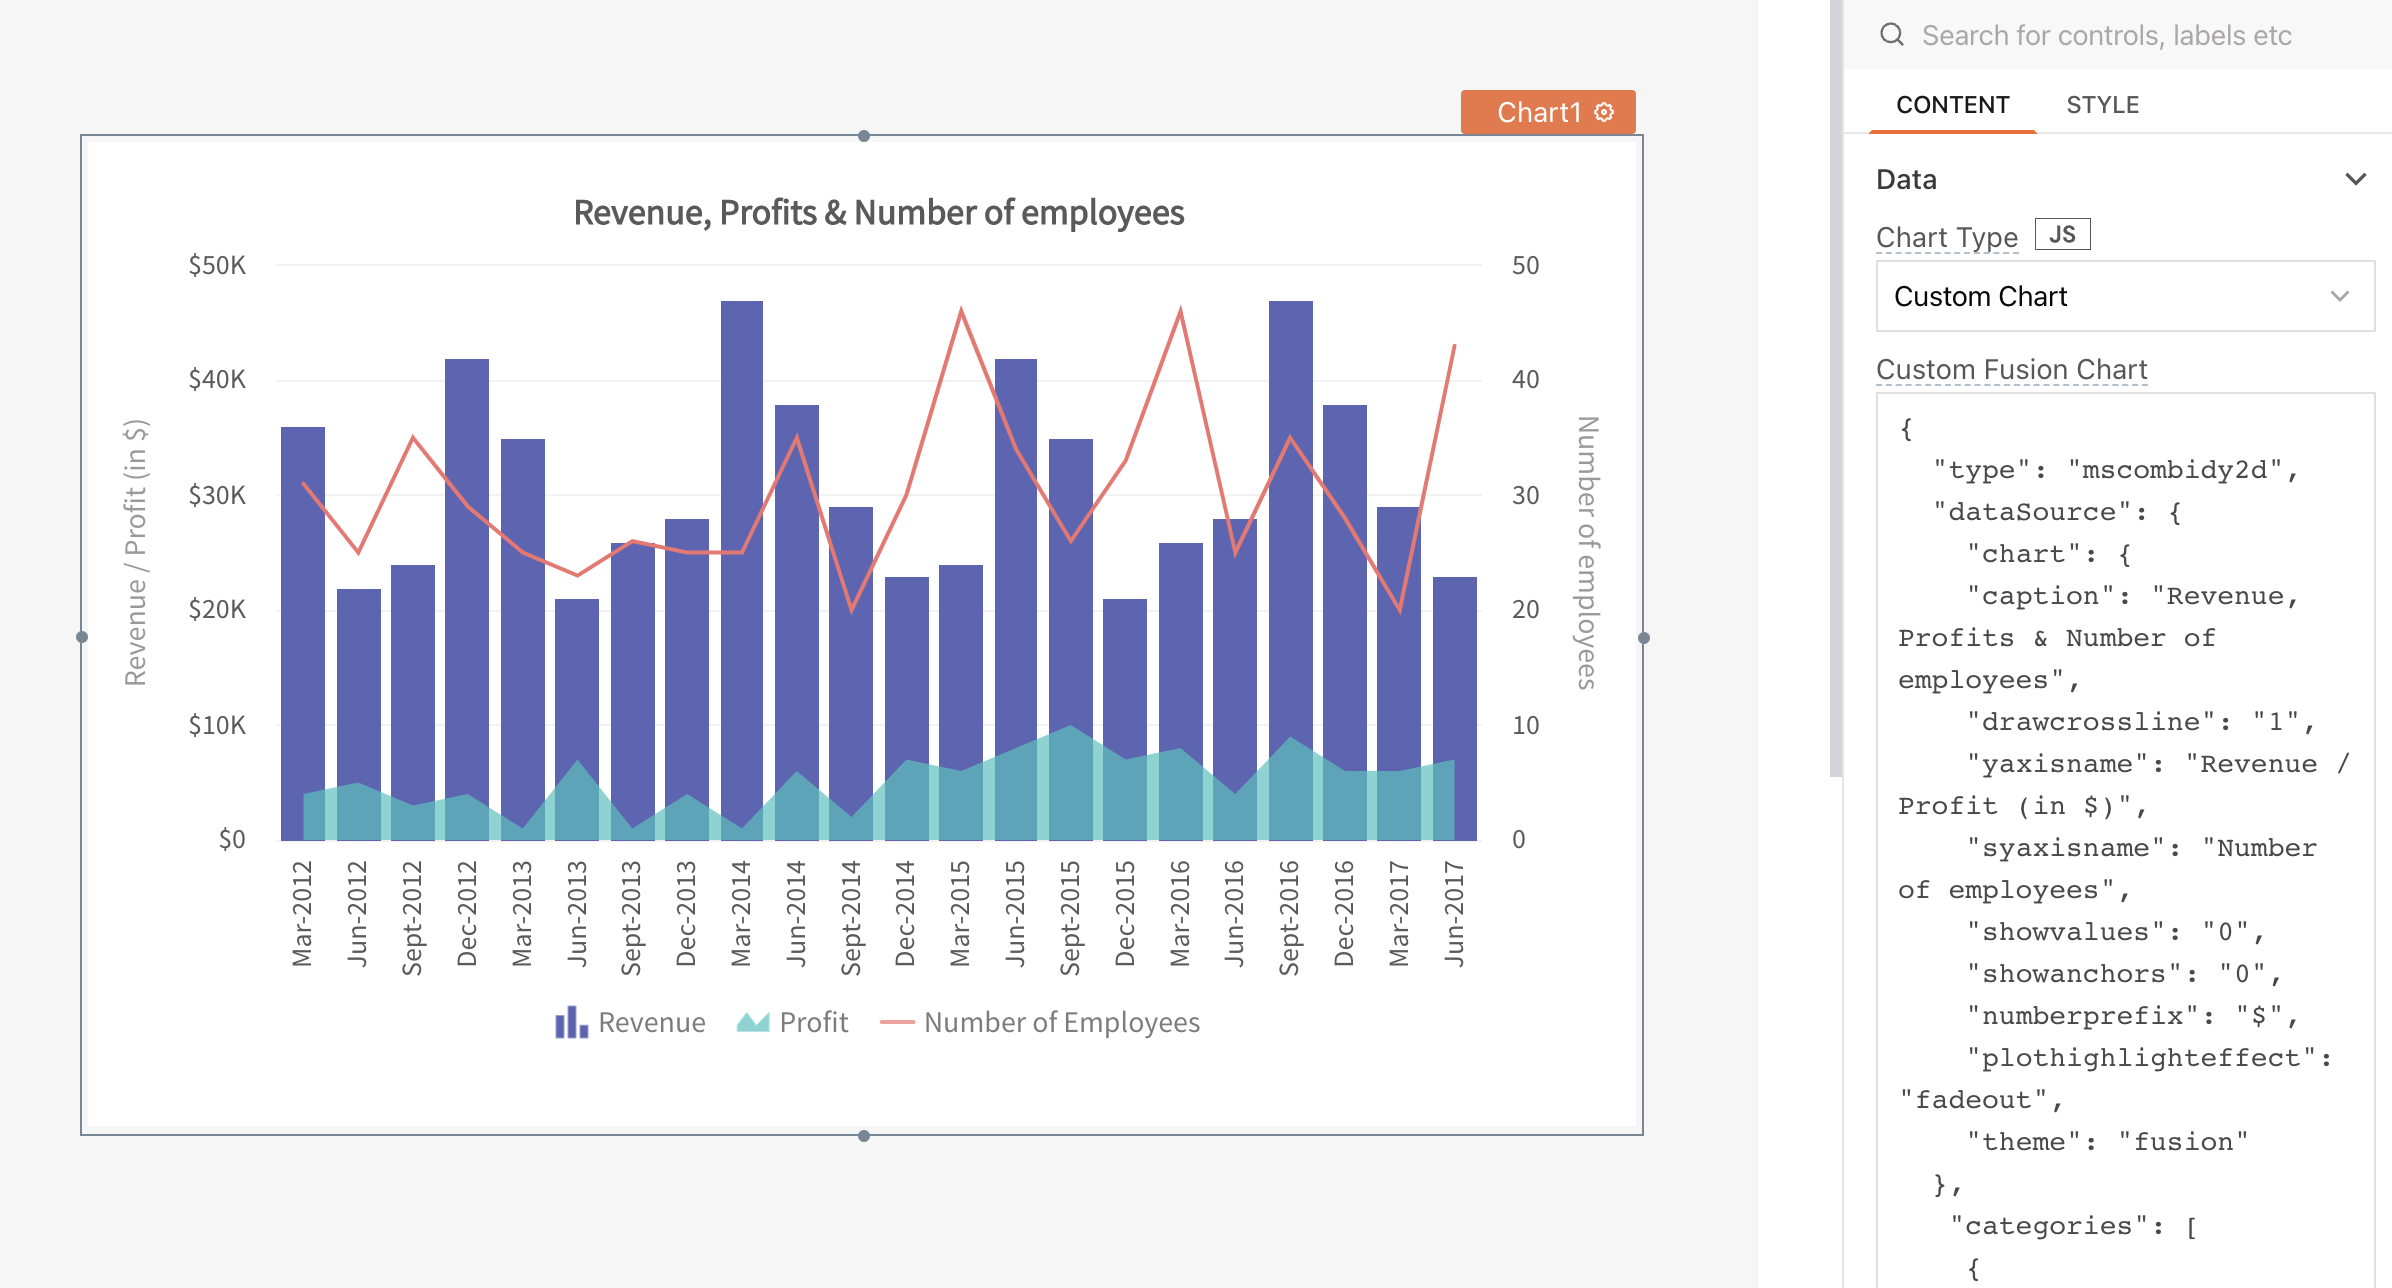 Chart1
Revenue, Profits & Number of employees
$50K
$40K
$30K
$20K
$10K
$0
Revenue / Profit (in $)
50
40
30
20
10
0
Number of employees
Mar-2012
Jun-2012
Sept-2012
Dec-2012
Mar-2013
Jun-2013
Sept-2013
Dec-2013
Mar-2014
Jun-2014
Sept-2014
Dec-2014
Mar-2015
Jun-2015
Sept-2015
Dec-2015
Mar-2016
Jun-2016
Sept-2016
Dec-2016
Mar-2017
Jun-2017
Revenue Profit Number of Employees
Search for controls, labels etc
CONTENT STYLE
Data
Chart Type JS
Custom Chart
Custom Fusion Chart
{
"type": "mscombidy2d",
"dataSource": {
"chart": {
"caption": "Revenue,
Profits & Number of
employees",
"drawcrossline": "1",
"yaxisname": "Revenue /
Profit (in $)",
"syaxisname": "Number
of employees",
"showvalues": "0",
"showanchors": "0",
"numberprefix": "$",
"plothighlighteffect":
"fadeout",
"theme": "fusion"
},
"categories": [
{